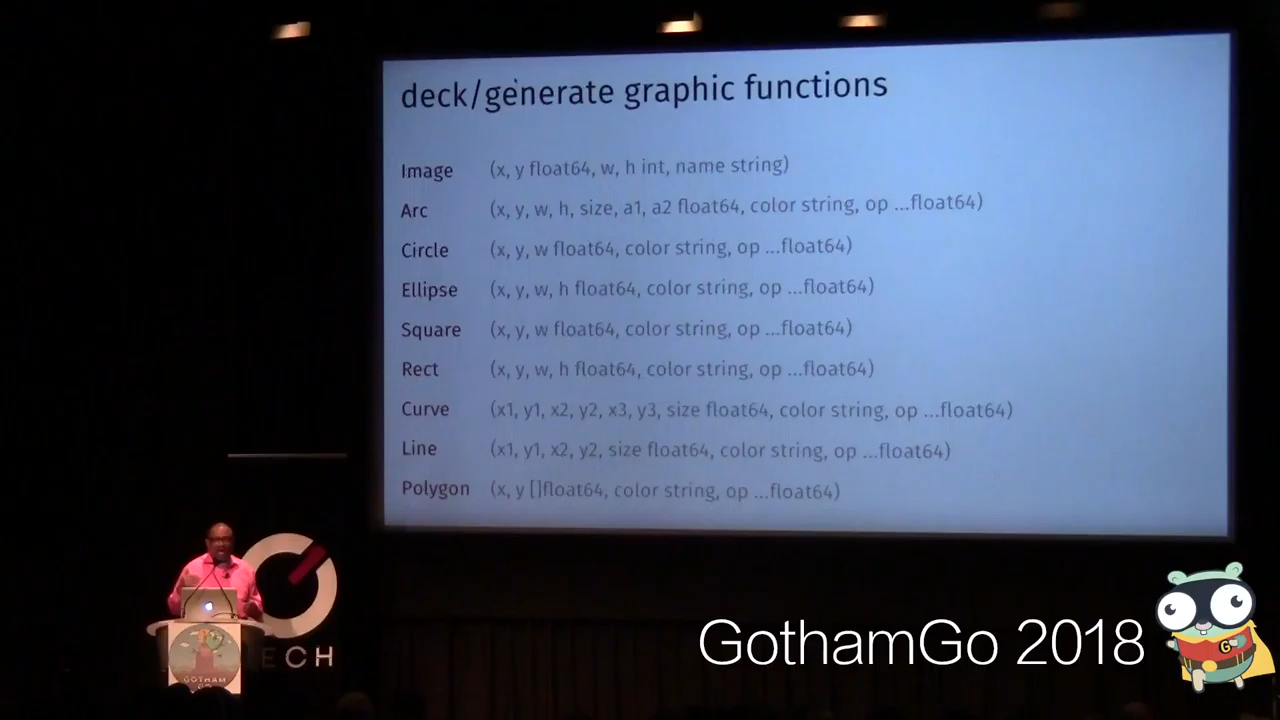 deck/generate graphic functions
Image (x, y float64, w, h int, name string)
Arc (x, y, w, h, size, a1, a2 float64, color string, op ...float64)
Circle (x, y, w float64, color string, op ...float64)
Ellipse (x, y, w, h float64, color string, op ...float64)
Square (x, y, w float64, color string, op ...float64)
Rect (x, y, w, h float64, color string, op ...float64)
Curve (x1, y1, x2, y2, x3, y3, size float64, color string, op ...float64)
Line (x1, y1, x2, y2, size float64, color string, op ...float64)
Polygon (x, y []float64, color string, op ...float64)
ECH
GOTHAM
GO
GothamGo 2018
G